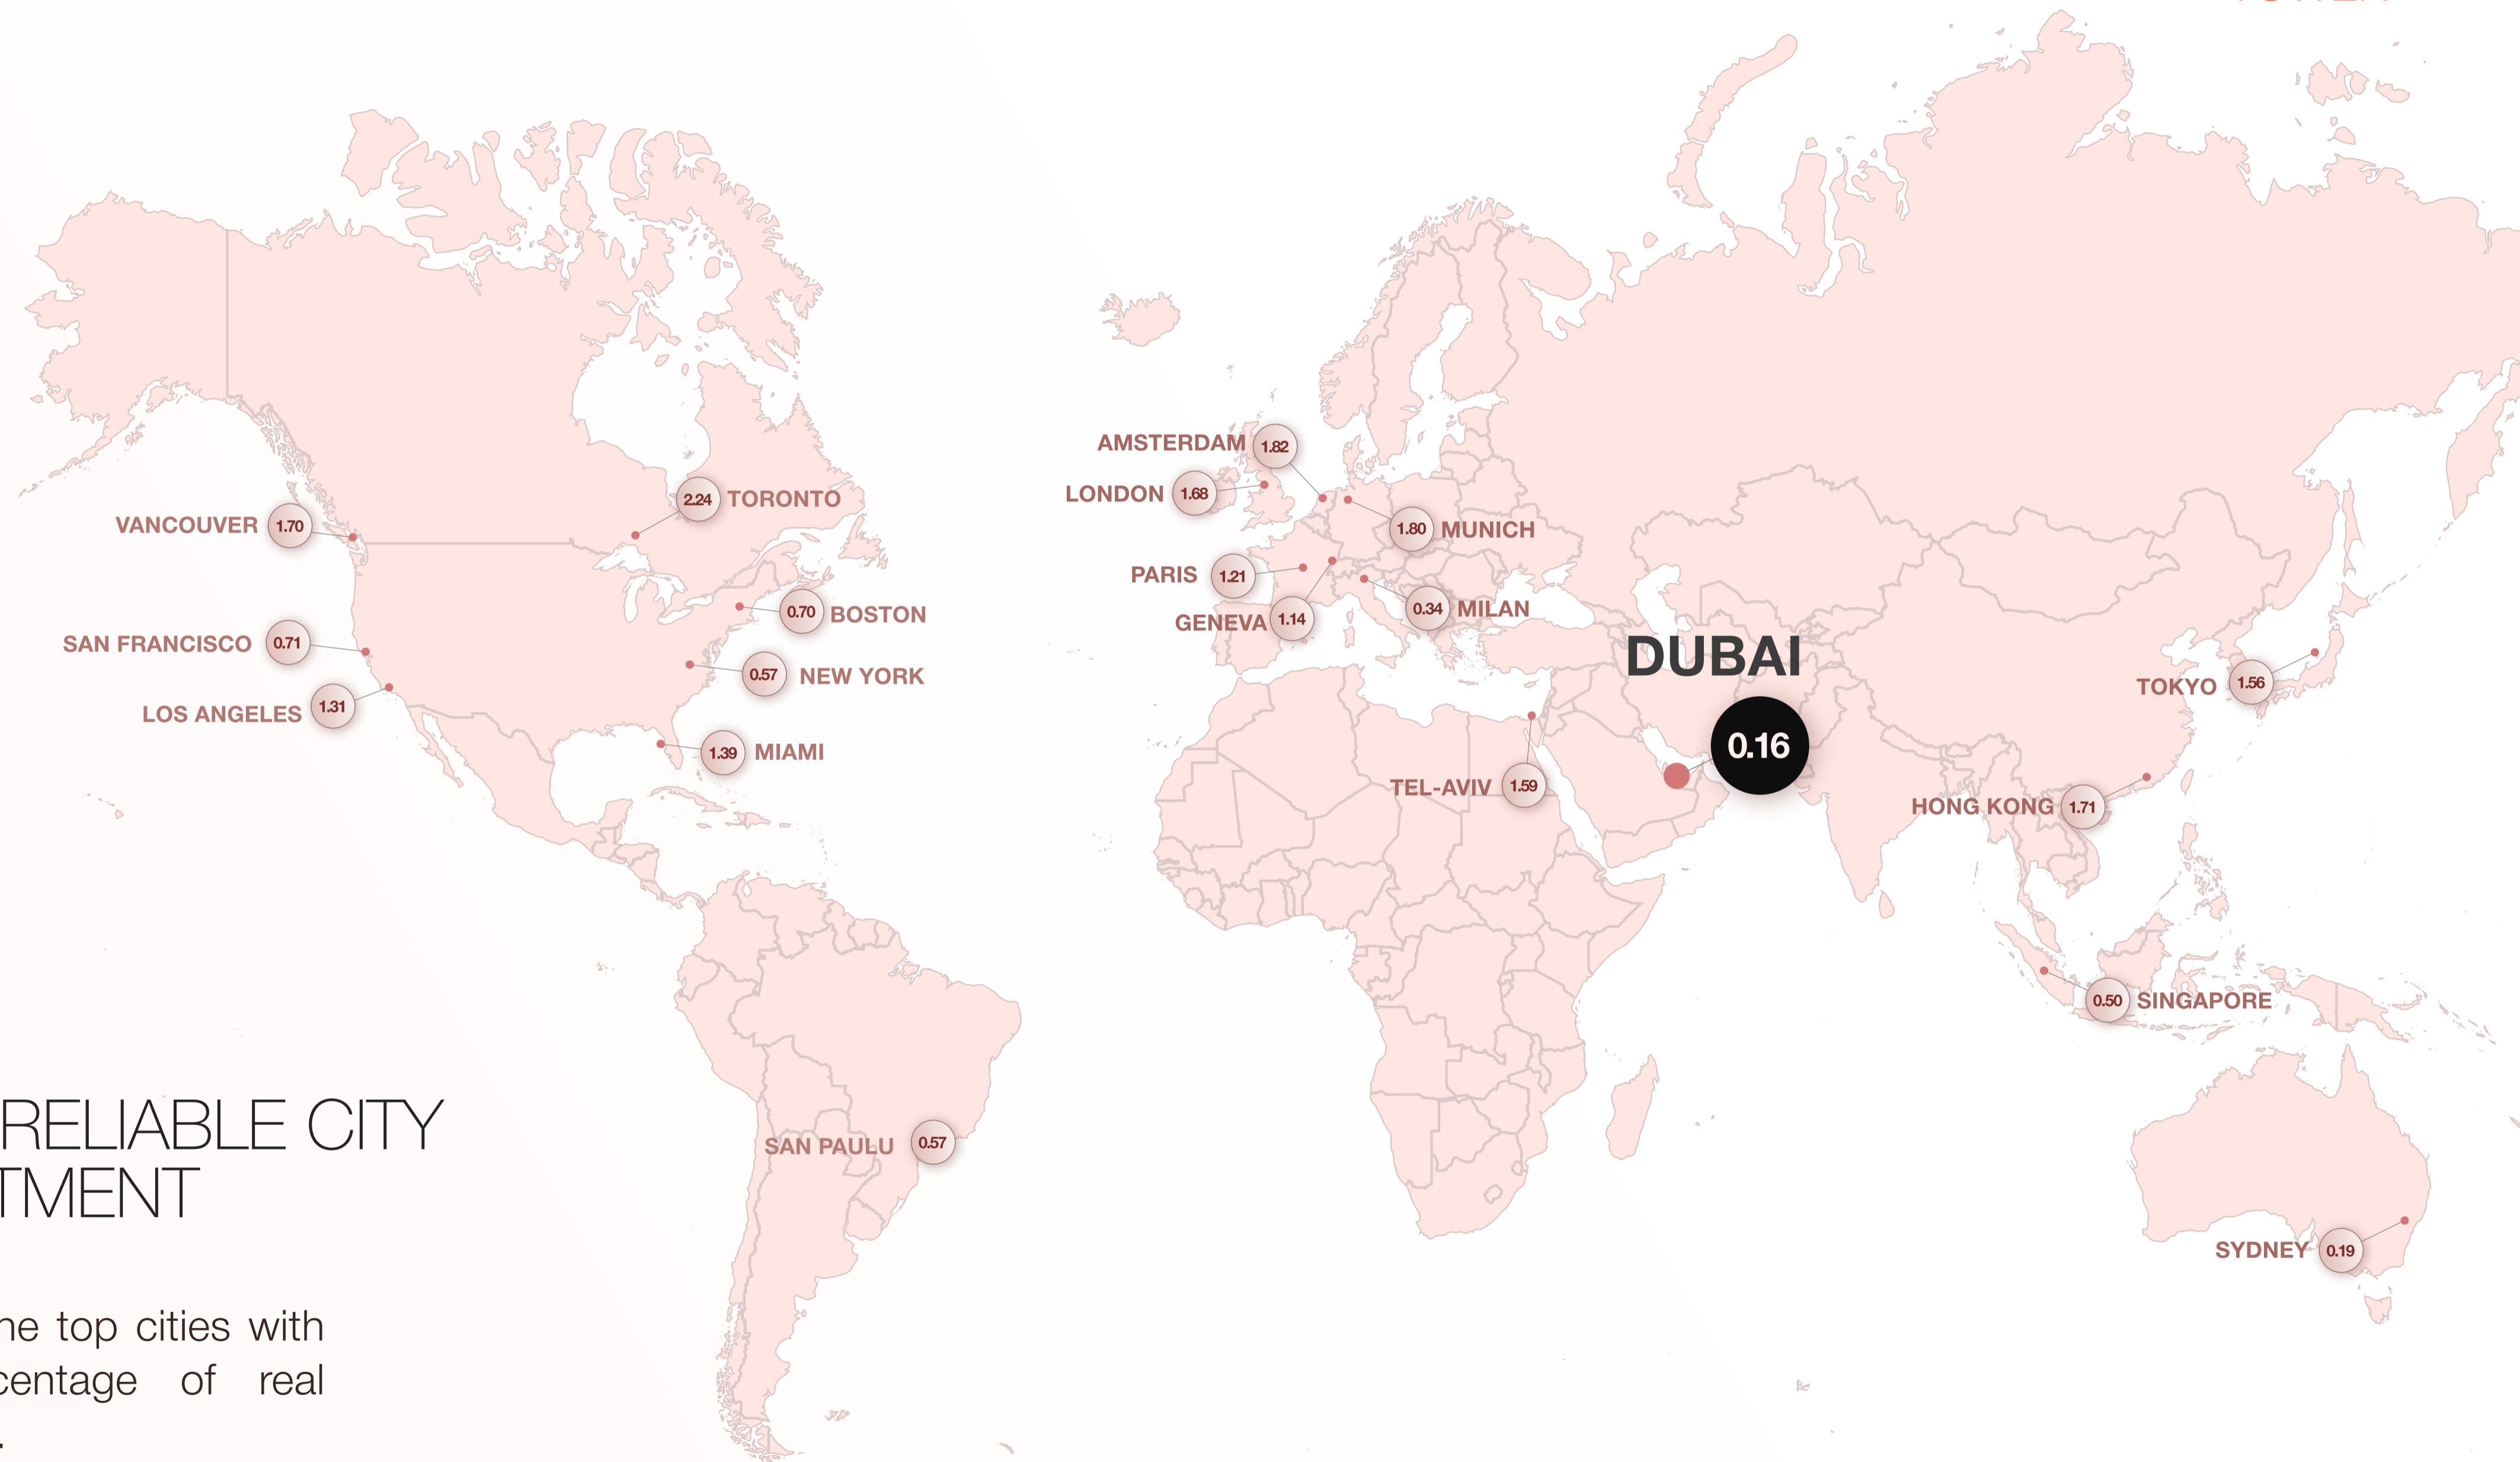 AMSTERDAM 1.82
LONDON 1.68
2.24 TORONTO
VANCOUVER 1.70
1.80 MUNICH
PARIS 1.21
0.70 BOSTON
GENEVA 1.14
0.34 MILAN
SAN FRANCISCO 0.71
DUBAI
0.16
0.57 NEW YORK
TOKYO 1.56
LOS ANGELES 1.31
1.39 MIAMI
TEL-AVIV 1.59
HONG KONG 1.71
0.50 SINGAPORE
RELIABLE CITY
TMENT
SAN PAULU 0.57
SYDNEY 0.19
ne top cities with
centage of real
.